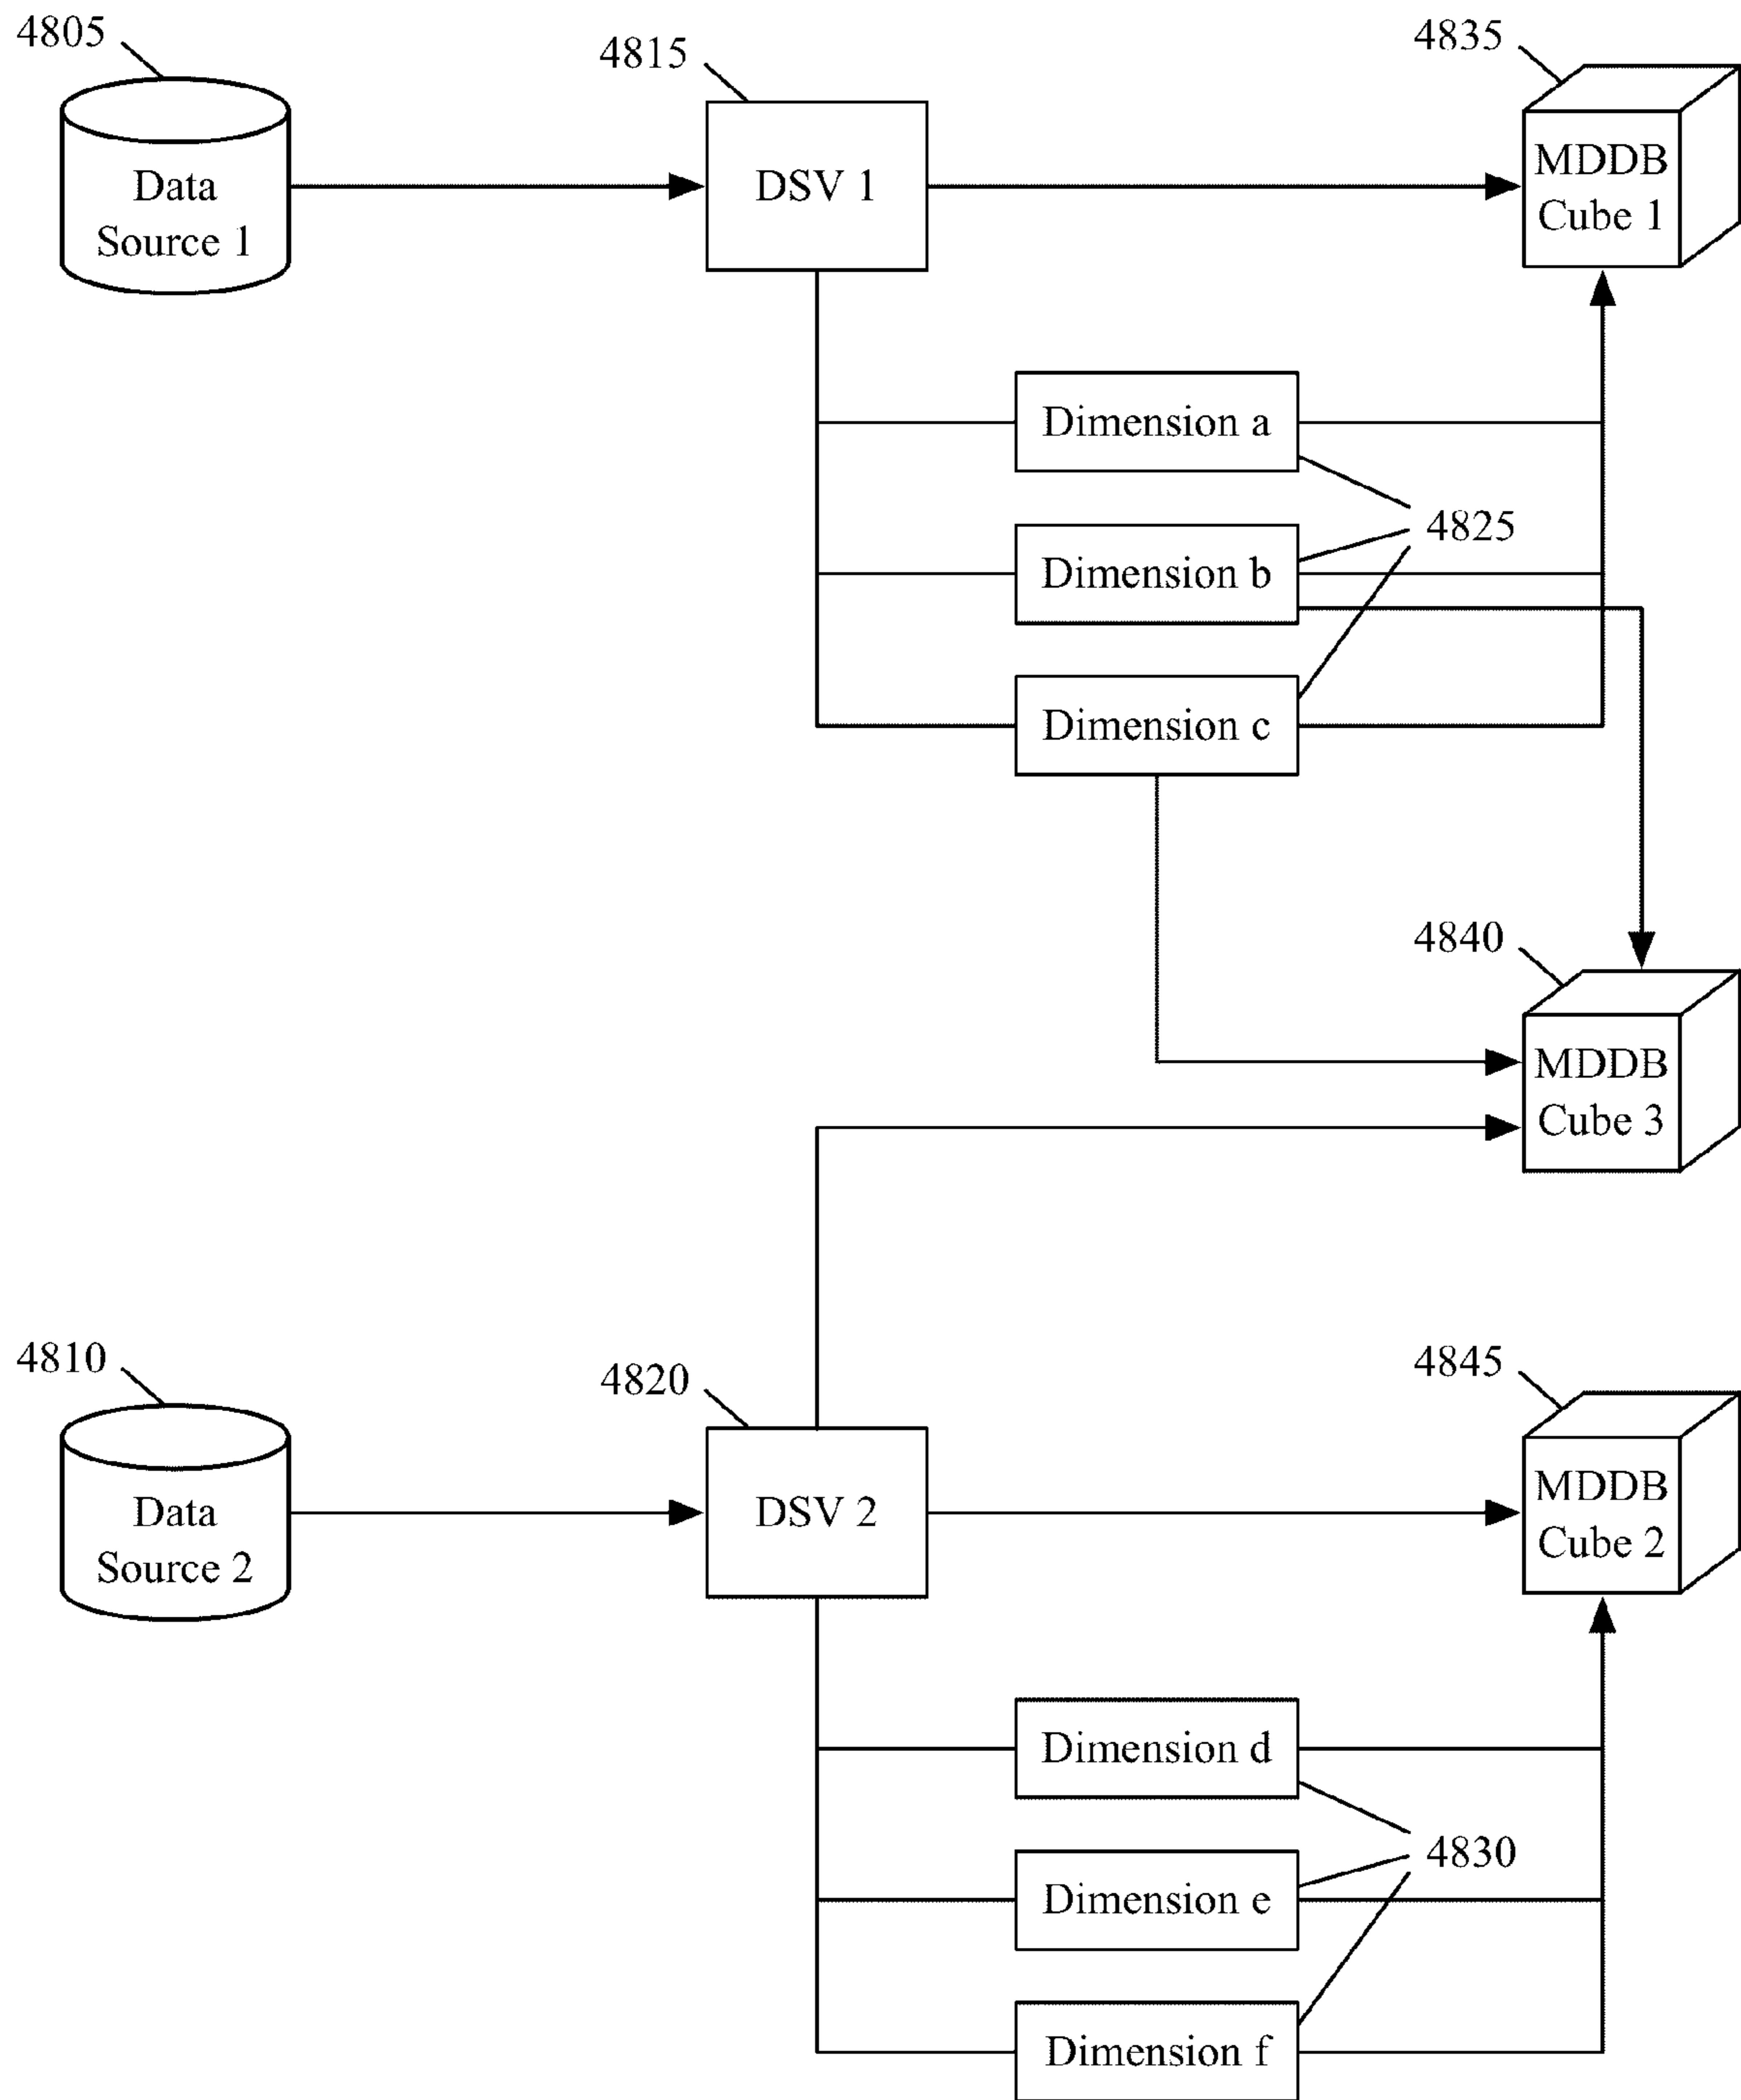 4805
4815
4835
Data
Source 1
DSV 1
MDDB
Cube 1
Dimension a
4825
Dimension b
Dimension c
4840
MDDB
Cube 3
4810
4820
4845
Data
Source 2
DSV 2
MDDB
Cube 2
Dimension d
4830
Dimension e
Dimension f